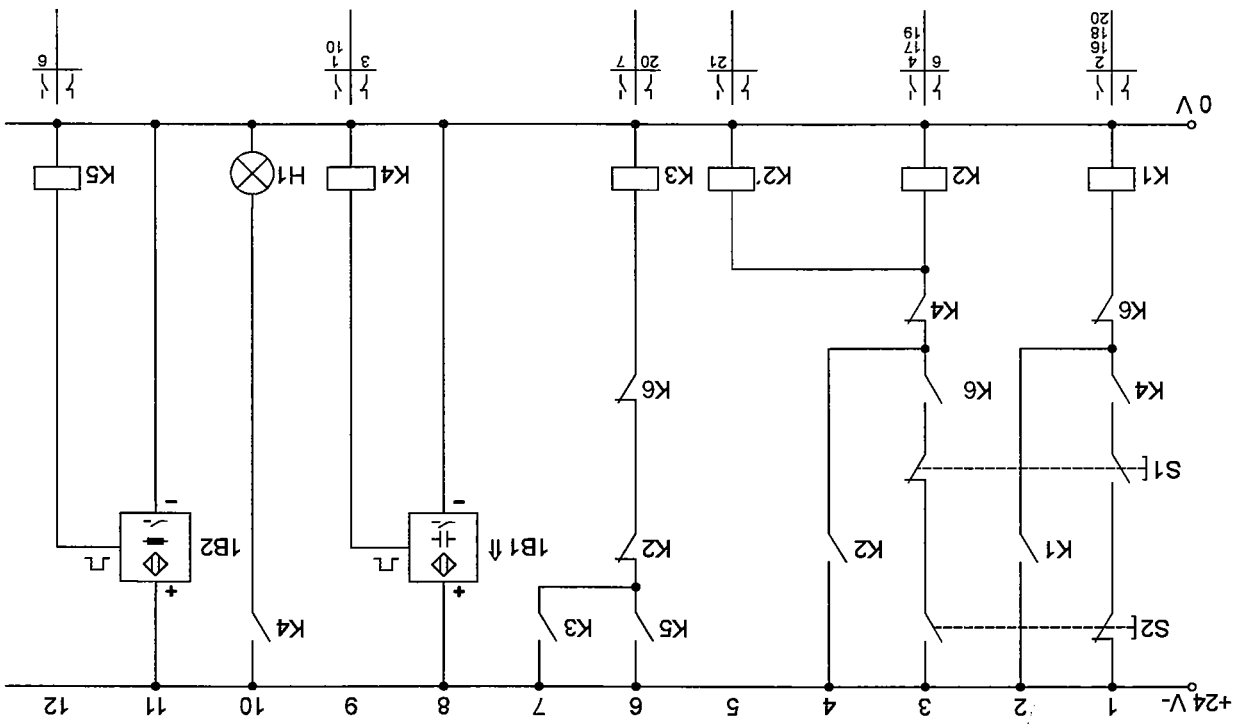 +24 V- 1 2 3 4 5 6 7 8 9 10 11 12
S2 K5 K3 K4
+ +
K1 K2 K2 1B1 ⇓ 1B2
- -
S1
K4 K6 K6
K6 K4
K1 K2 K2' K3 K4 H1 K5
0 V
2 6 4 21 20 7 3 1 6
16 17 10
18 19
20